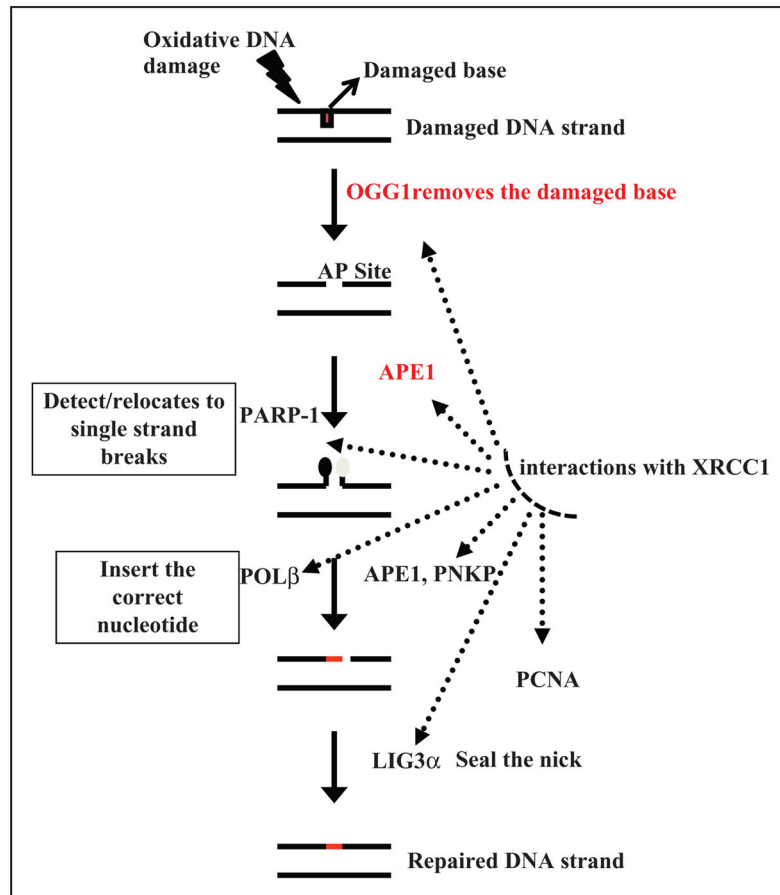 Oxidative DNA
damage
Damaged base
Damaged DNA strand
OGG1removes the damaged base
AP Site
APE1
Detect/relocates to
single strand
breaks
PARP-1
interactions with XRCC1
Insert the
correct
nucleotide
POLβ
APE1, PNKP
PCNA
LIG3α Seal the nick
Repaired DNA strand